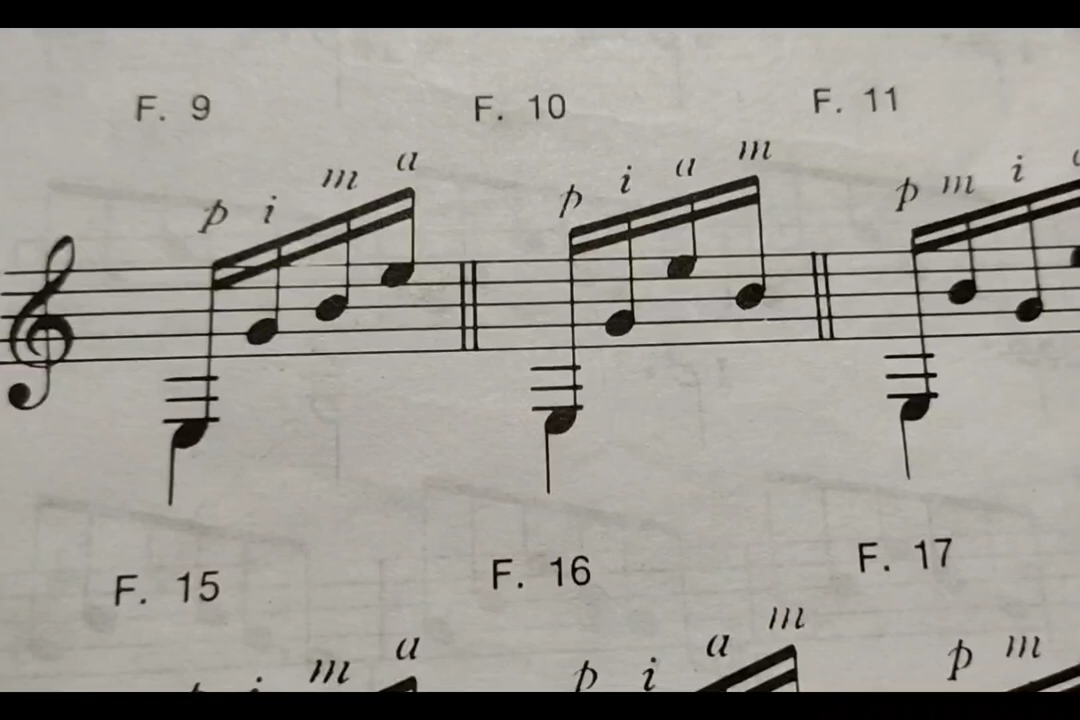 F. 9 F. 10 F. 11
p i m a p i a m p m i
F. 15 F. 16 F. 17
i m a p i a m p m